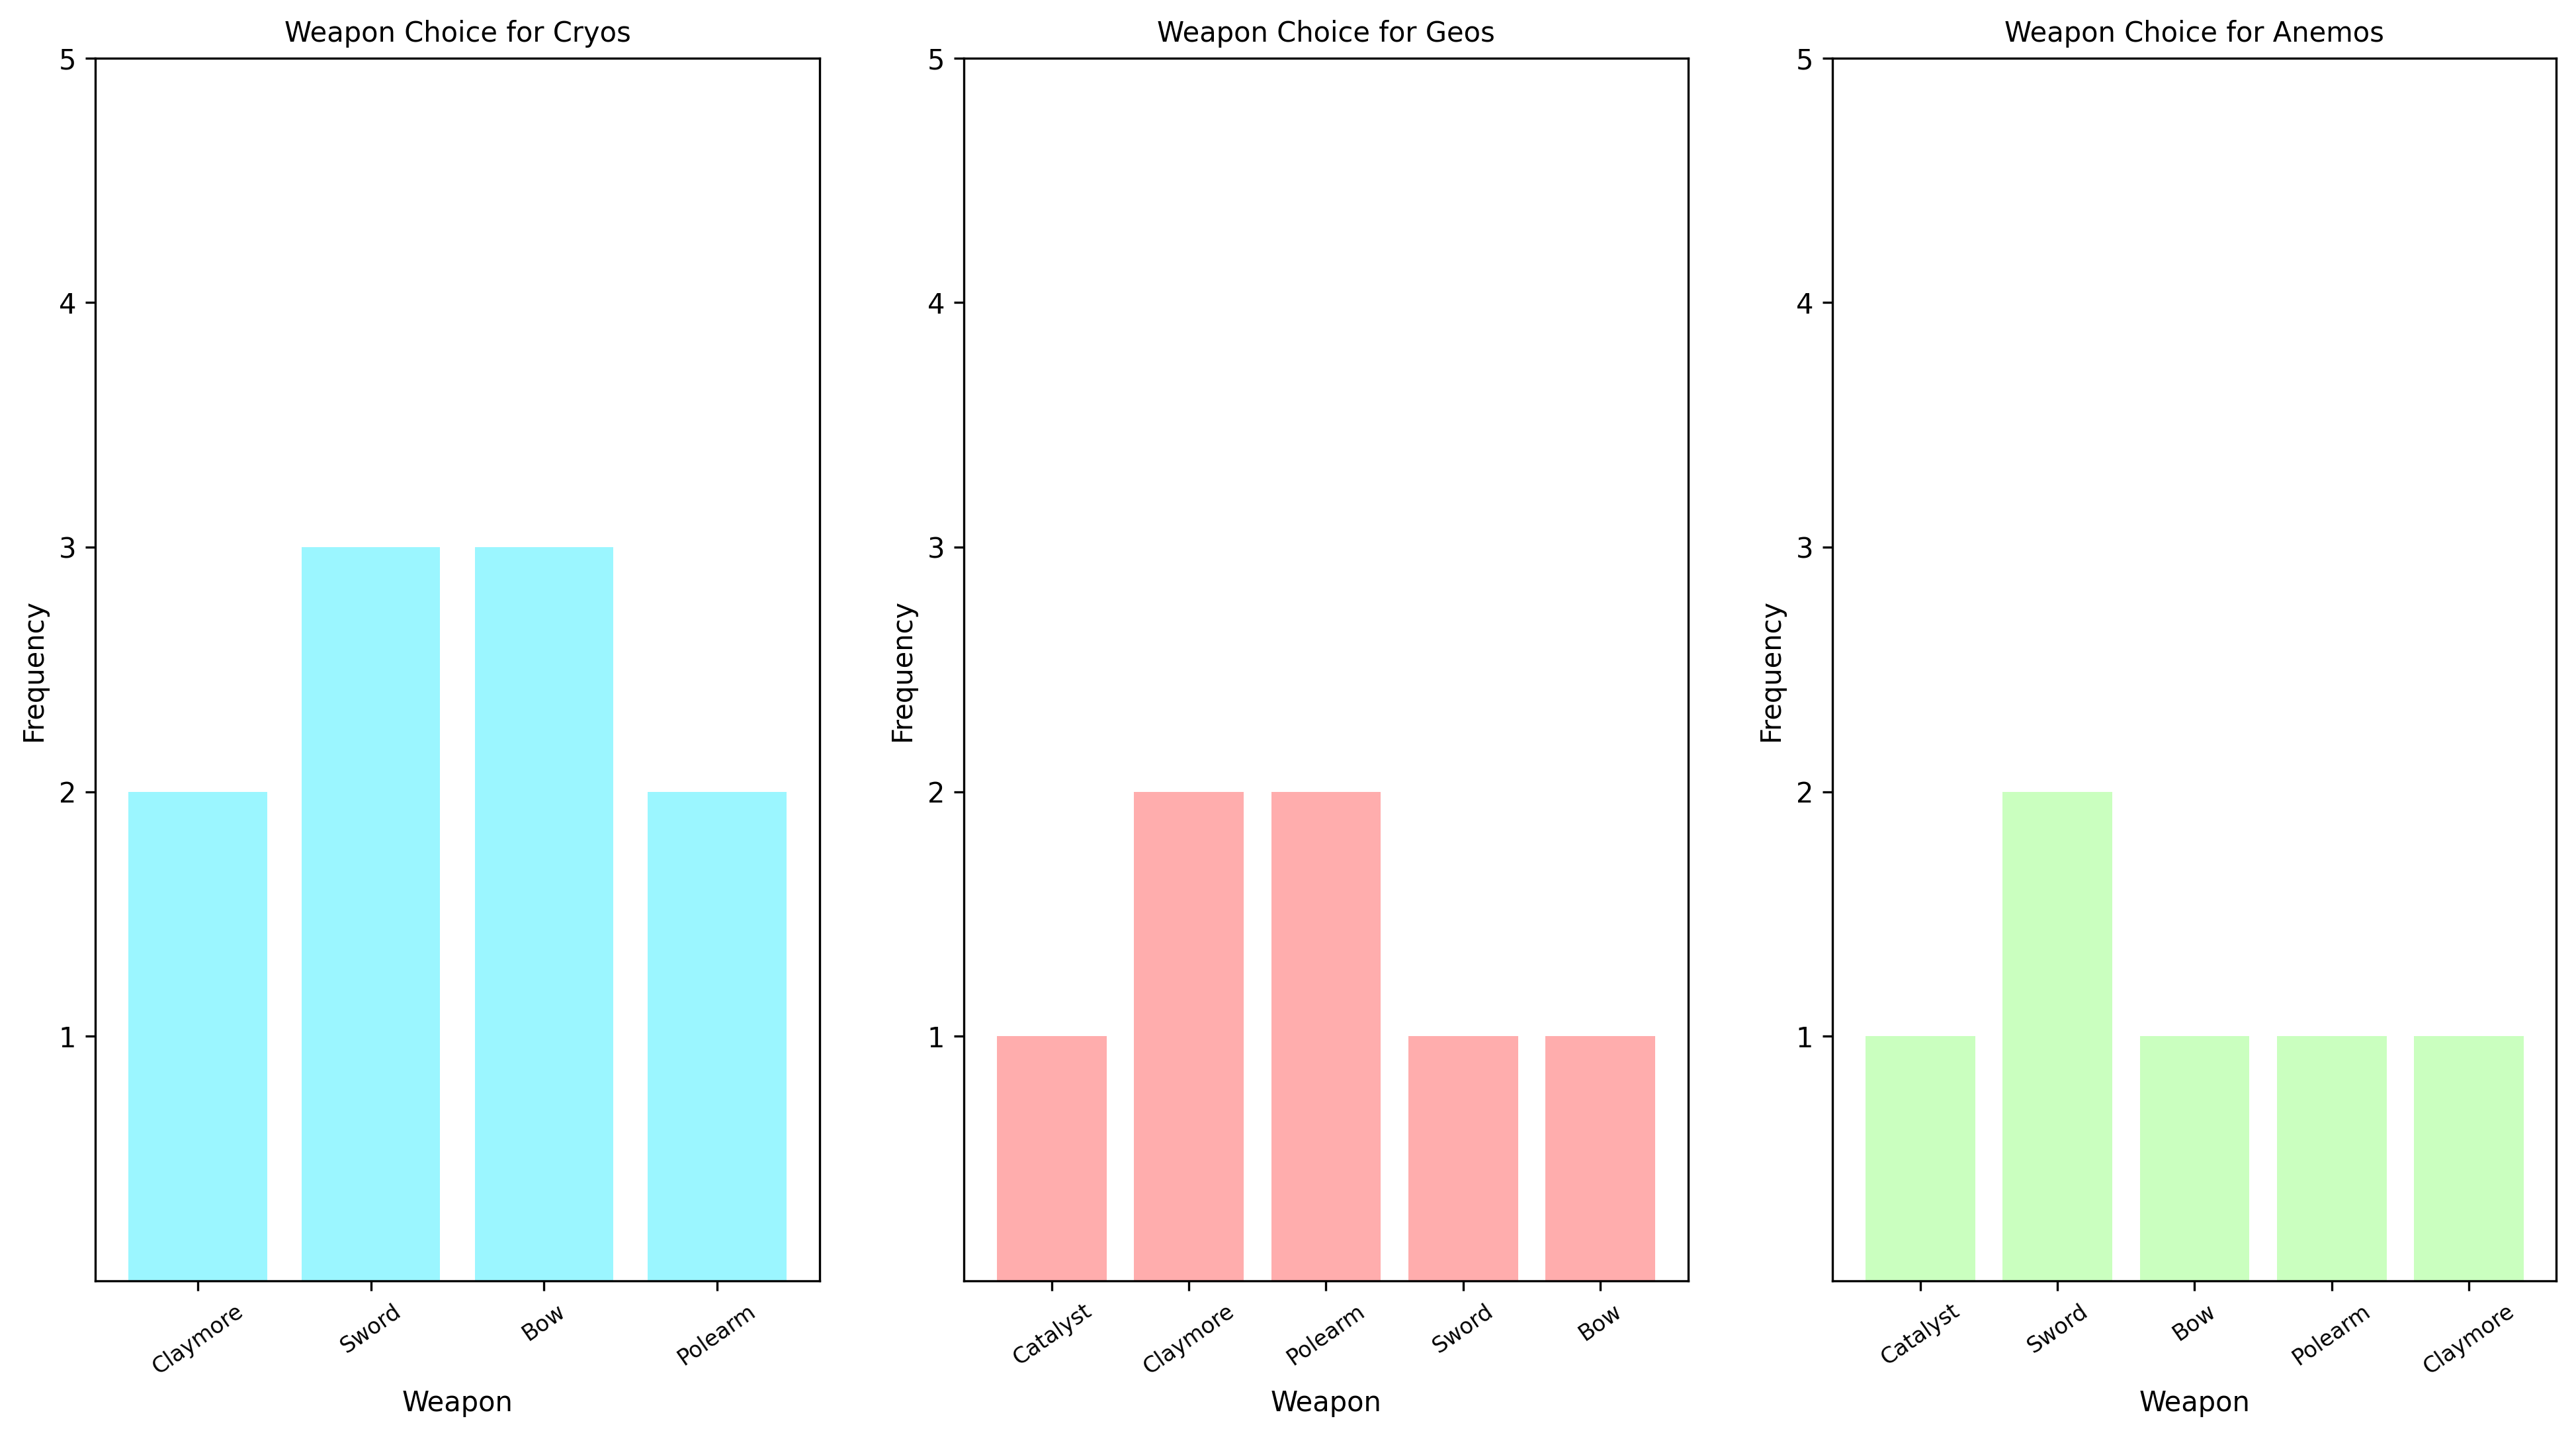 Weapon Choice for Cryos
5
4
3
2
1
Frequency
Claymore
Sword
Bow
Polearm
Weapon
Weapon Choice for Geos
5
4
3
2
1
Frequency
Catalyst
Claymore
Polearm
Sword
Bow
Weapon
Weapon Choice for Anemos
5
4
3
2
1
Frequency
Catalyst
Sword
Bow
Polearm
Claymore
Weapon